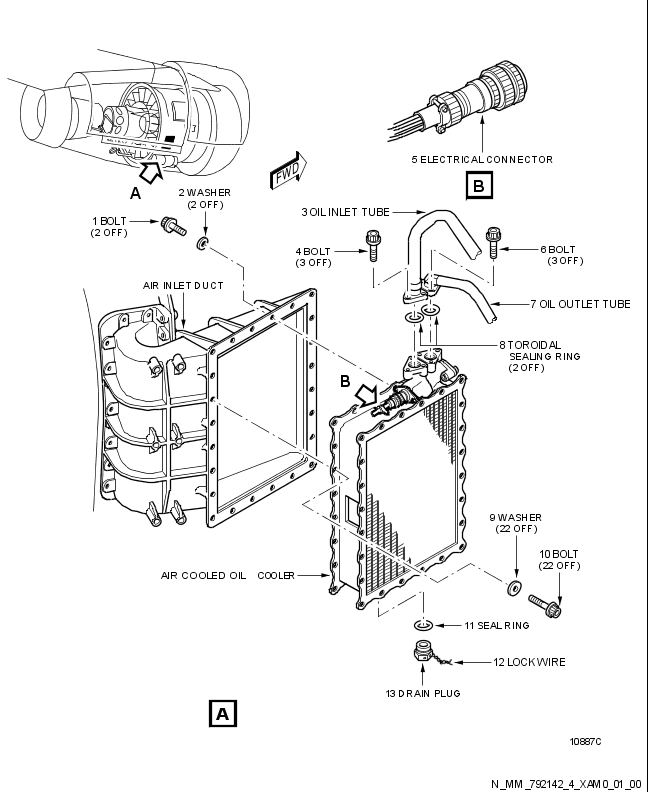 5 ELECTRICAL CONNECTOR
B
A
FWD
2 WASHER
(2 OFF)
1 BOLT
(2 OFF)
3 OIL INLET TUBE
4 BOLT
(3 OFF)
6 BOLT
(3 OFF)
AIR INLET DUCT
7 OIL OUTLET TUBE
8 TOROIDAL
SEALING RING
(2 OFF)
B
9 WASHER
(22 OFF)
10 BOLT
(22 OFF)
AIR COOLED OIL COOLER
11 SEAL RING
12 LOCKWIRE
13 DRAIN PLUG
A
10887C
N_MM_792142_4_XAM0_01_00